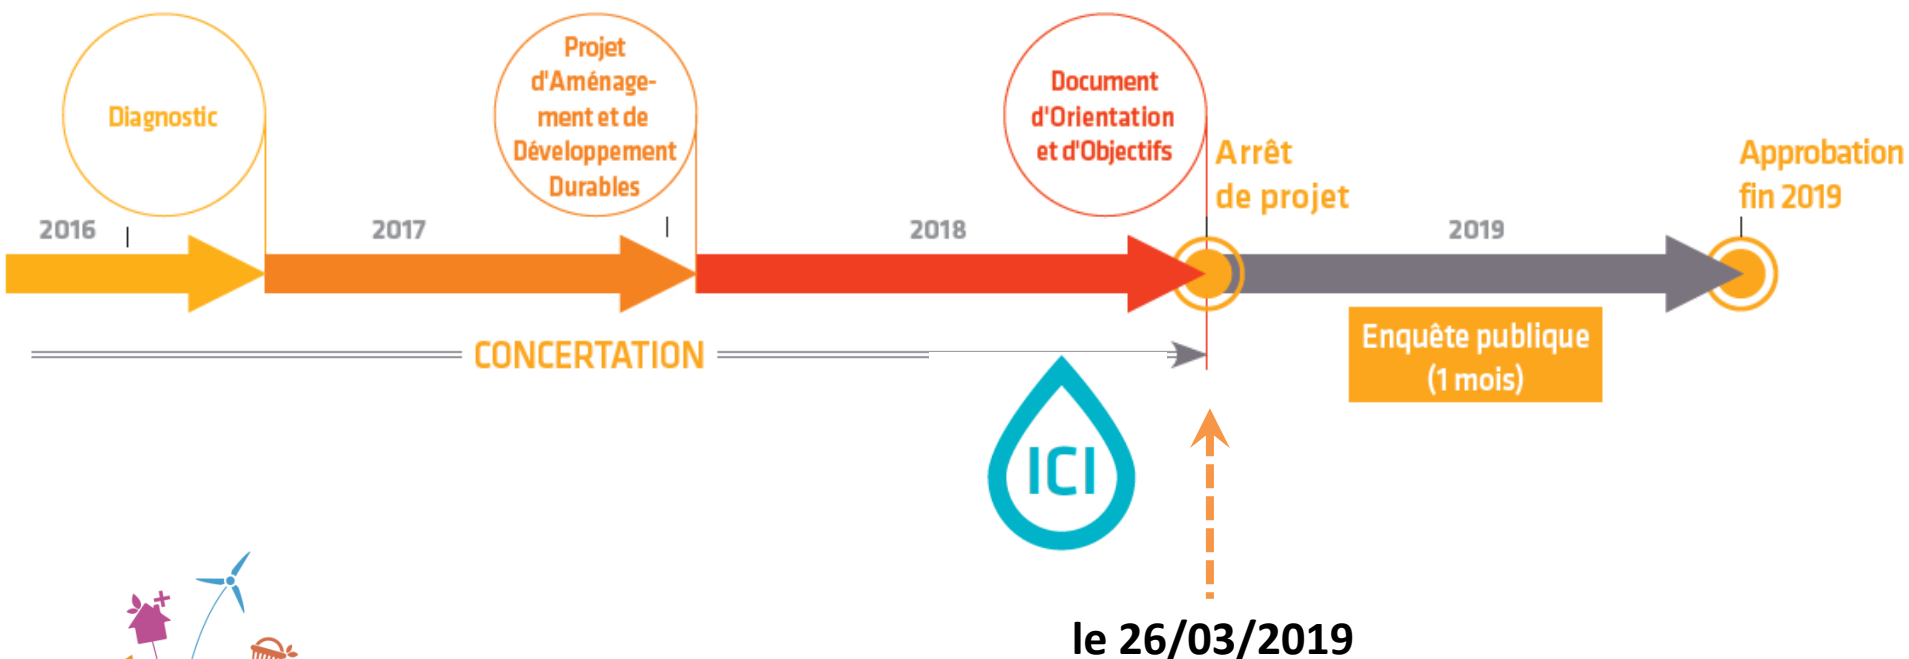 Diagnostic
Projet
d'Aménage-
ment et de
Développement
Durables
Document
d'Orientation
et d'Objectifs
Arrêt
de projet
Approbation
fin 2019
2016
2017
2018
2019
CONCERTATION
Enquête publique
(1 mois)
ICI
le 26/03/2019